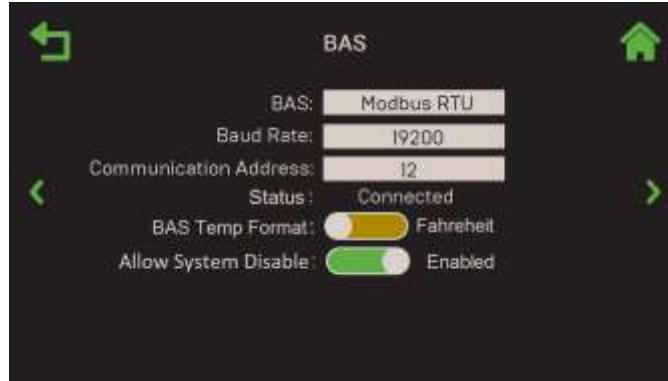 BAS
BAS: Modbus RTU
Baud Rate: 19200
Communication Address: 12
Status : Connected
BAS Temp Format: Fahreheit
Allow System Disable: Enabled